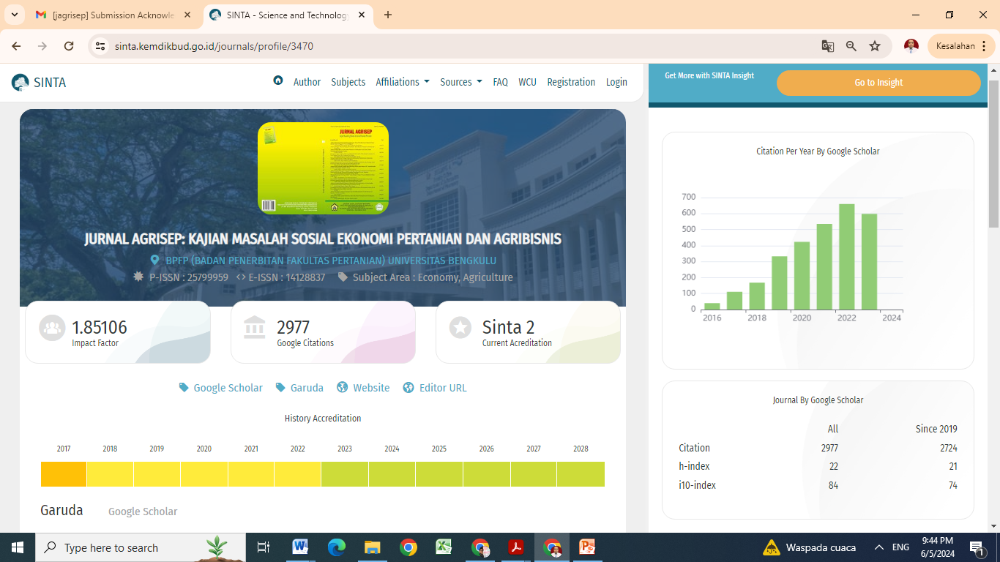 [jagrisep] Submission Acknowle
SINTA - Science and Technology
sinta.kemdikbud.go.id/journals/profile/3470
Kesalahan
SINTA
Author Subjects Affiliations Sources FAQ WCU Registration Login
Get More with SINTA Insight
Go to Insight
JURNAL AGRISEP
JURNAL AGRISEP: KAJIAN MASALAH SOSIAL EKONOMI PERTANIAN DAN AGRIBISNIS
BPFP (BADAN PENERBITAN FAKULTAS PERTANIAN) UNIVERSITAS BENGKULU
P-ISSN : 25799959 <> E-ISSN : 14128837 Subject Area : Economy, Agriculture
1.85106
Impact Factor
2977
Google Citations
Sinta 2
Current Acreditation
Google Scholar Garuda Website Editor URL
History Accreditation
2017 2018 2019 2020 2021 2022 2023 2024 2025 2026 2027 2028
Garuda Google Scholar
Citation Per Year By Google Scholar
700
600
500
400
300
200
100
0
2016 2018 2020 2022 2024
Journal By Google Scholar
All Since 2019
Citation 2977 2724
h-index 22 21
i10-index 84 74
Type here to search
Waspada cuaca
ENG
9:44 PM
6/5/2024
1